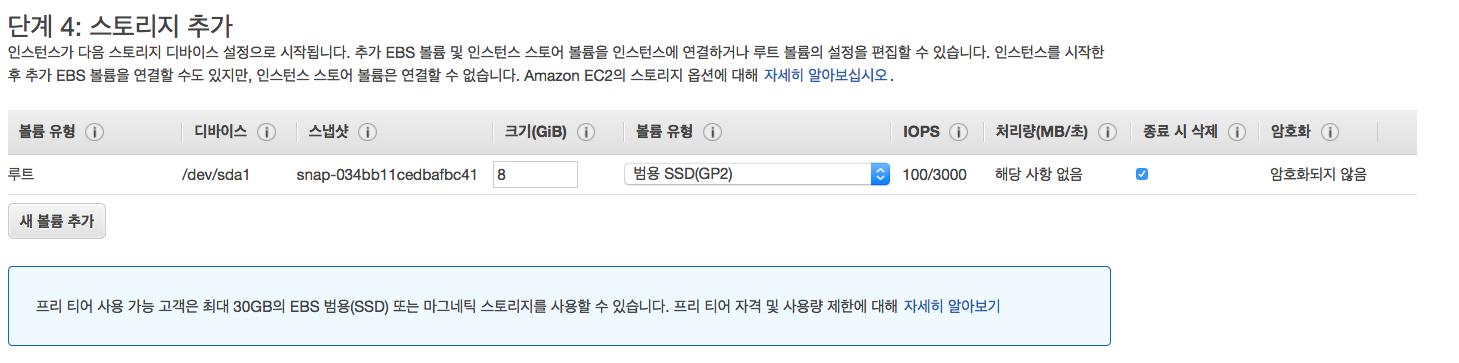 단계 4: 스토리지 추가
인스턴스가 다음 스토리지 디바이스 설정으로 시작됩니다. 추가 EBS 볼륨 및 인스턴스 스토어 볼륨을 인스턴스에 연결하거나 루트 볼륨의 설정을 편집할 수 있습니다. 인스턴스를 시작한
후 추가 EBS 볼륨을 연결할 수도 있지만, 인스턴스 스토어 볼륨은 연결할 수 없습니다. Amazon EC2의 스토리지 옵션에 대해 자세히 알아보십시오.
볼륨 유형 i 디바이스 i 스냅샷 i 크기(GiB) i 볼륨 유형 i IOPS i 처리량(MB/초) i 종료 시 삭제 i 암호화 i
루트 /dev/sda1 snap-034bb11cedbafbc41 8 범용 SSD(GP2) 100/3000 해당 사항 없음 암호화되지 않음
새 볼륨 추가
프리 티어 사용 가능 고객은 최대 30GB의 EBS 범용(SSD) 또는 마그네틱 스토리지를 사용할 수 있습니다. 프리 티어 자격 및 사용량 제한에 대해 자세히 알아보기